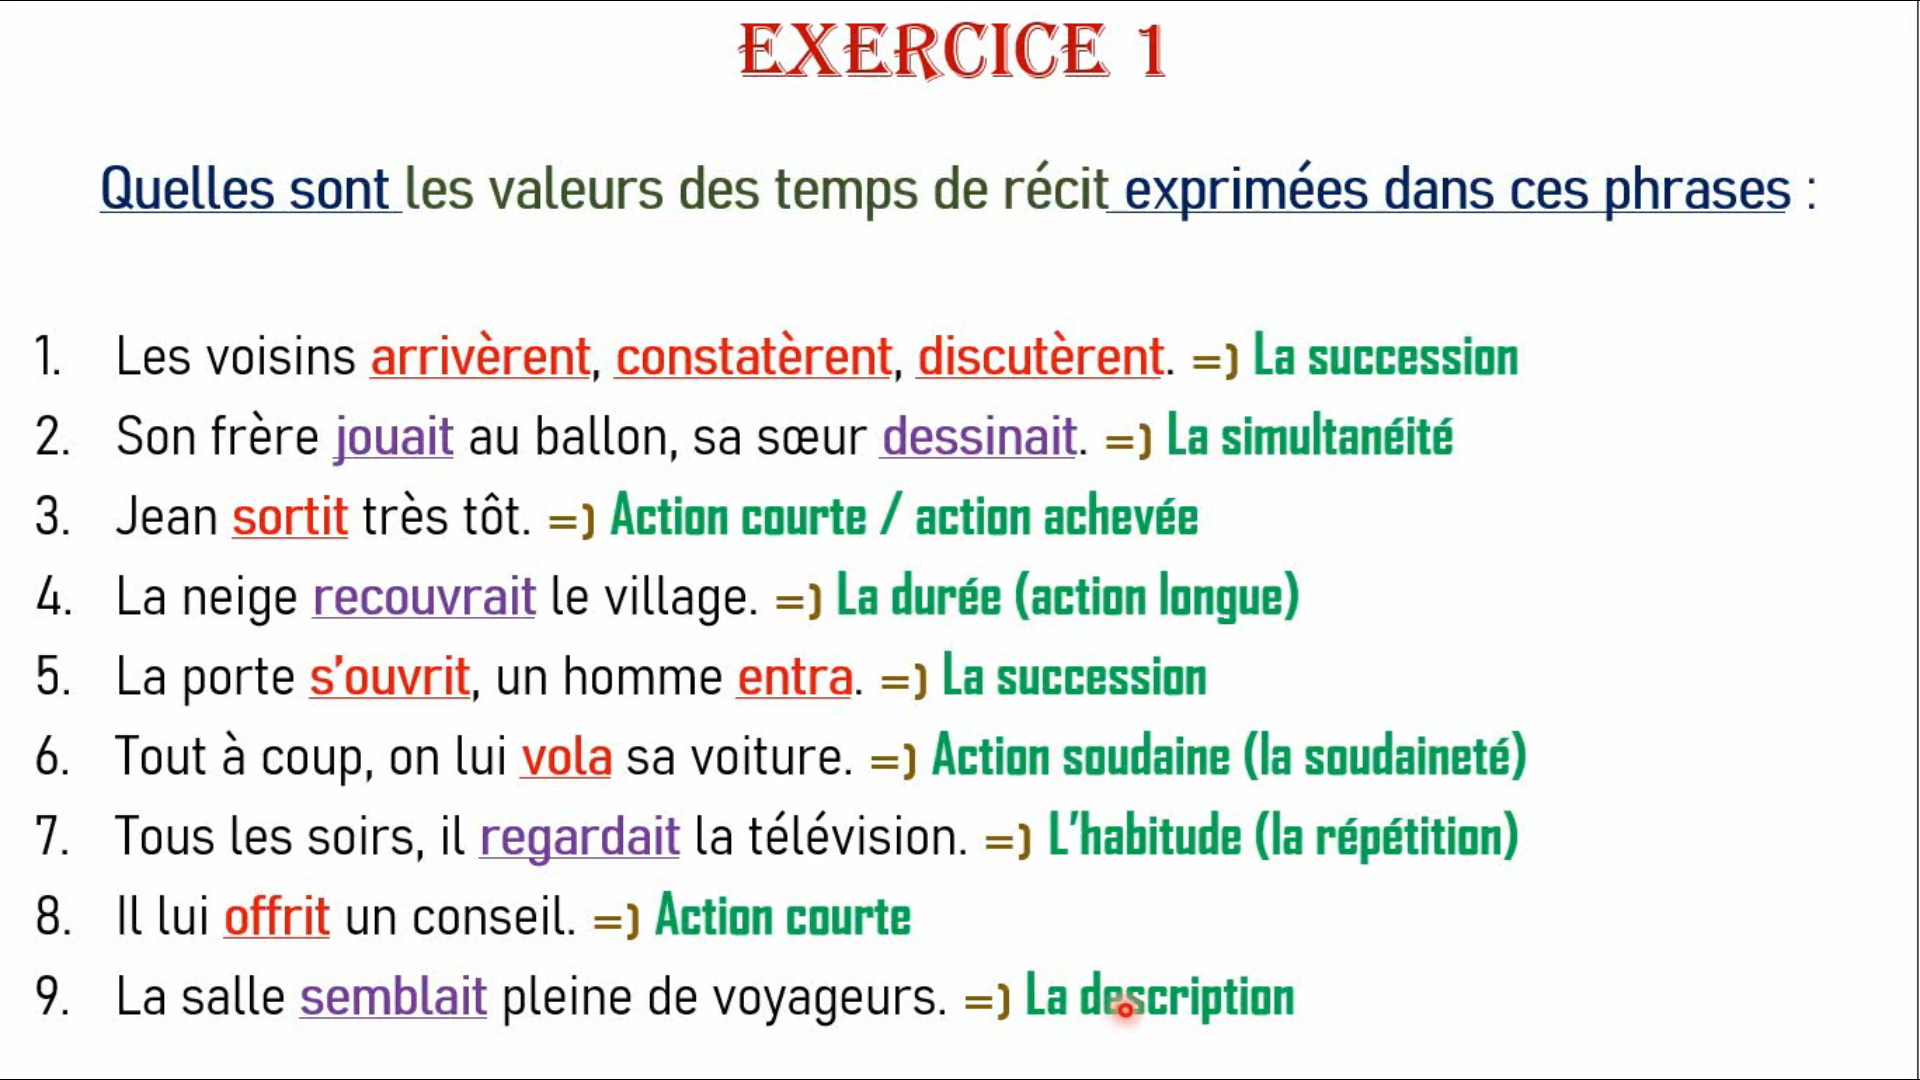 EXERCICE 1
Quelles sont les valeurs des temps de récit exprimées dans ces phrases :
1. Les voisins arrivèrent, constatèrent, discutèrent. =) La succession
2. Son frère jouait au ballon, sa sœur dessinait. =) La simultanéité
3. Jean sortit très tôt. =) Action courte / action achevée
4. La neige recouvrait le village. =) La durée (action longue)
5. La porte s’ouvrit, un homme entra. =) La succession
6. Tout à coup, on lui vola sa voiture. =) Action soudaine (la soudaineté)
7. Tous les soirs, il regardait la télévision. =) L’habitude (la répétition)
8. Il lui offrit un conseil. =) Action courte
9. La salle semblait pleine de voyageurs. =) La description